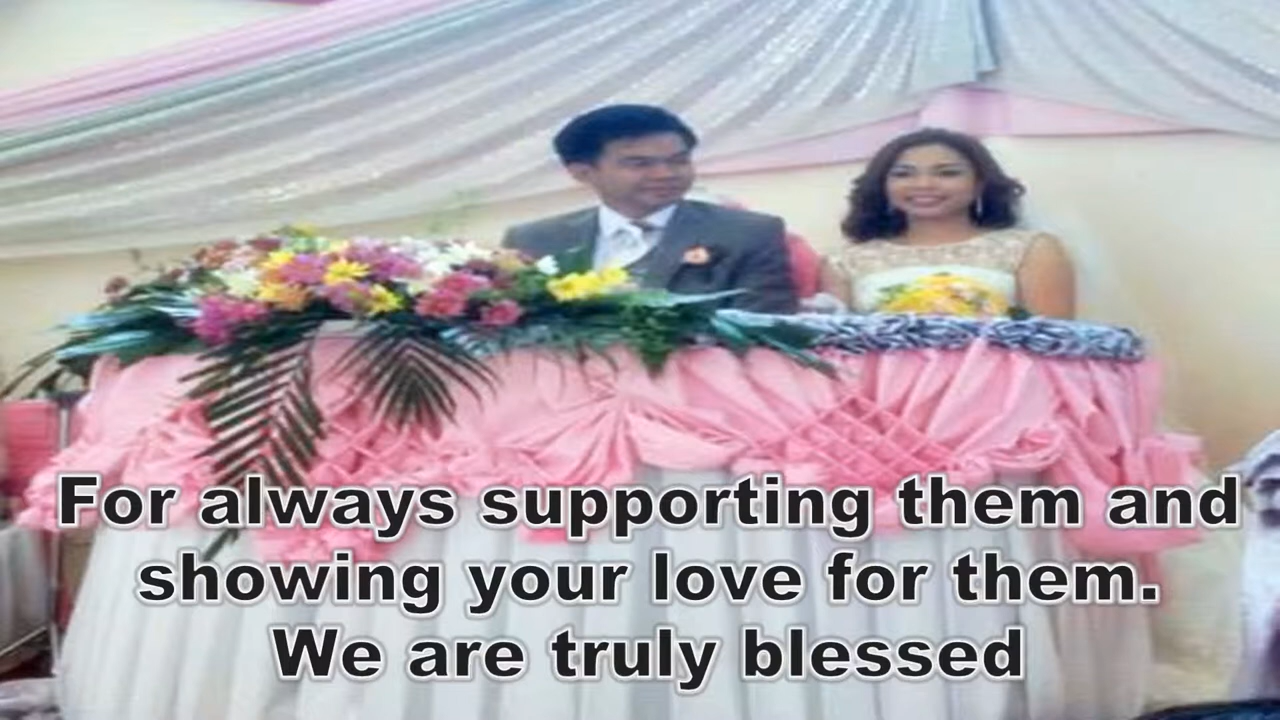 For always supporting them and
showing your love for them.
We are truly blessed